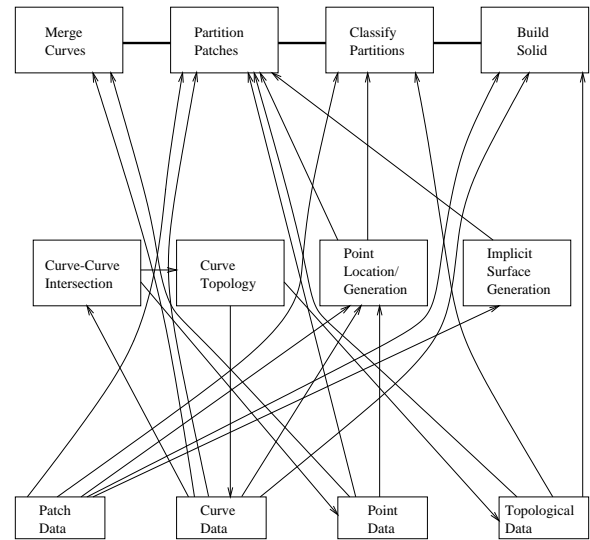 Merge
Curves
Partition
Patches
Classify
Partitions
Build
Solid
Curve-Curve
Intersection
Curve
Topology
Point
Location/
Generation
Implicit
Surface
Generation
Patch
Data
Curve
Data
Point
Data
Topological
Data